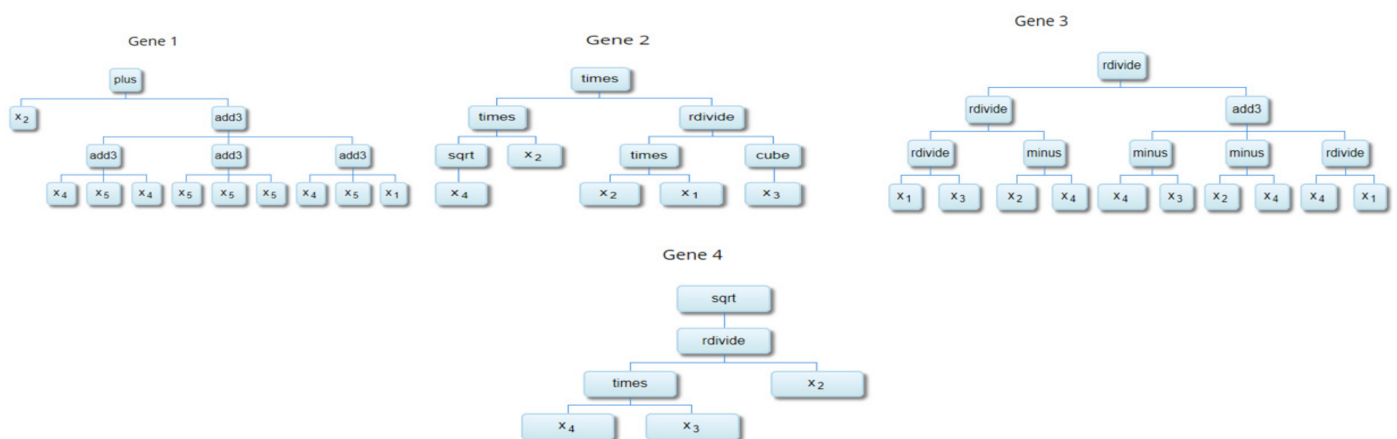 Gene 1
plus
x2 add3
add3 add3 add3
x4 x5 x4 x5 x5 x5 x4 x5 x1
Gene 2
times
times rdivide
sqrt x2 times cube
x4 x2 x1 x3
Gene 3
rdivide
rdivide add3
rdivide minus minus minus rdivide
x1 x3 x2 x4 x4 x3 x2 x4 x4 x1
Gene 4
sqrt
rdivide
times x2
x4 x3